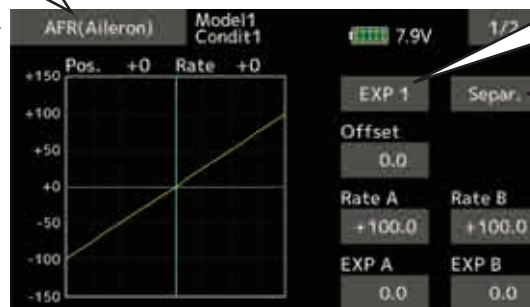 AFR(Aileron)
Model1
Condit1
7.9V
1/2
Pos. +0 Rate +0
+150
+100
+50
+0
-50
-100
-150
EXP 1
Separ.
Offset
0.0
Rate A
Rate B
+100.0
+100.0
EXP A
EXP B
0.0
0.0